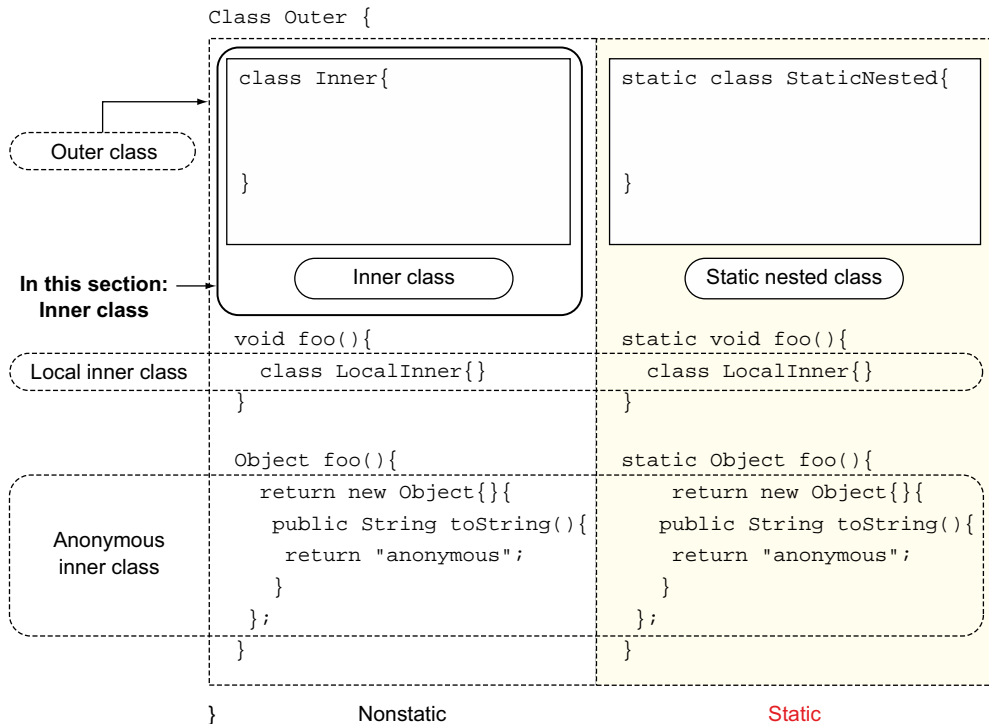 Class Outer {
class Inner{
}
Inner class
static class StaticNested{
}
Static nested class
Outer class
In this section:
Inner class
void foo(){
class LocalInner{}
}
static void foo(){
class LocalInner{}
}
Local inner class
Object foo(){
return new Object{}{
public String toString(){
return "anonymous";
}
};
}
static Object foo(){
return new Object{}{
public String toString(){
return "anonymous";
}
};
}
Anonymous
inner class
}
Nonstatic
Static